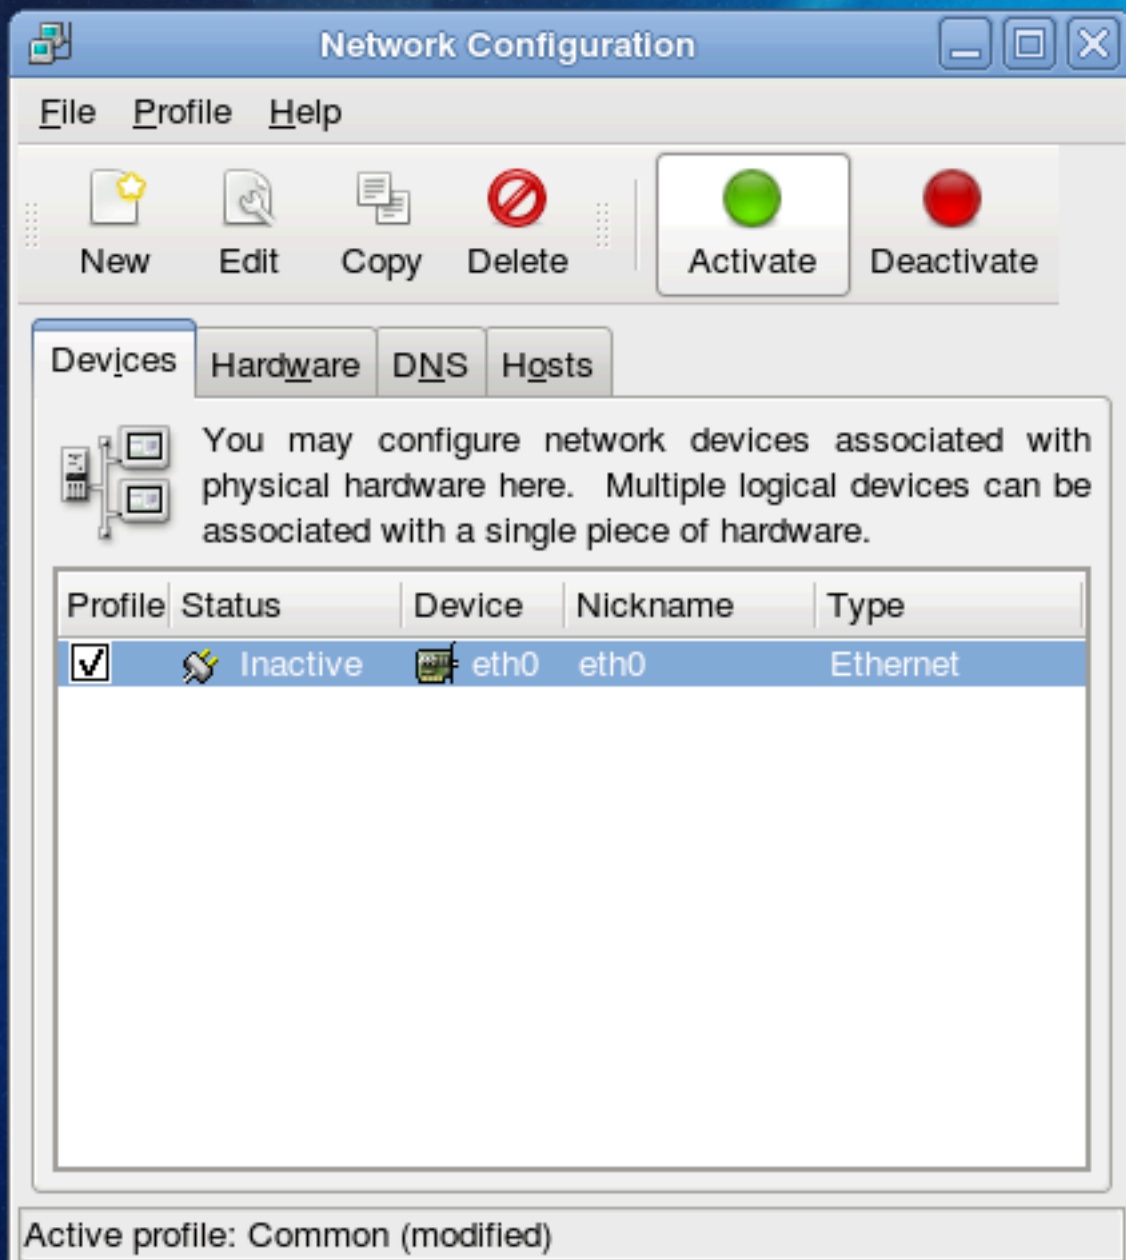 Network Configuration
File Profile Help
New Edit Copy Delete Activate Deactivate
Devices Hardware DNS Hosts
You may configure network devices associated with
physical hardware here. Multiple logical devices can be
associated with a single piece of hardware.
Profile Status Device Nickname Type
Inactive eth0 eth0 Ethernet
Active profile: Common (modified)